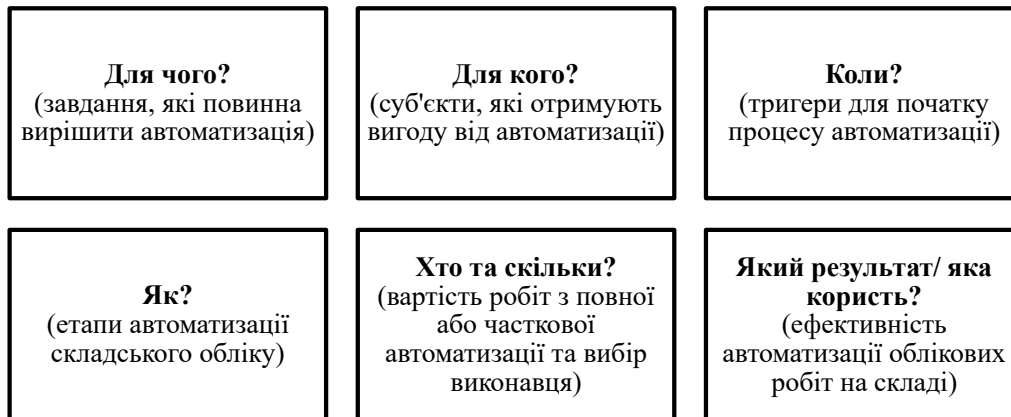 Для чого?
(завдання, які повинна
вирішити автоматизація)
Для кого?
(суб'єкти, які отримують
вигоду від автоматизації)
Коли?
(тригери для початку
процесу автоматизації)
Як?
(етапи автоматизації
складського обліку)
Хто та скільки?
(вартість робіт з повної
або часткової
автоматизації та вибір
виконавця)
Який результат/ яка
користь?
(ефективність
автоматизації облікових
робіт на складі)